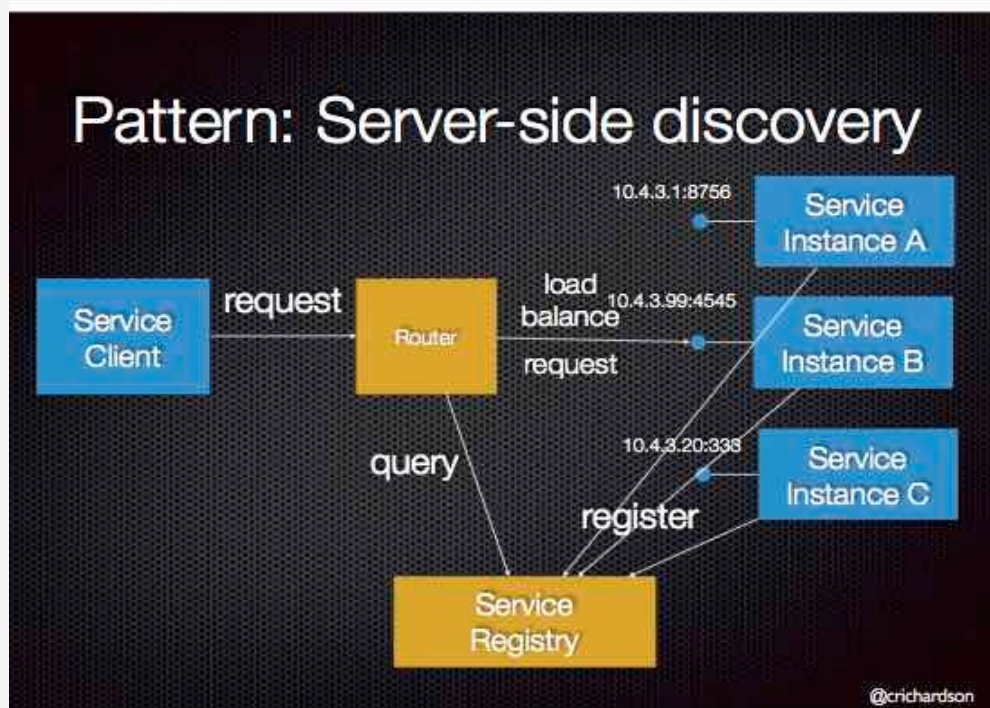 Pattern: Server-side discovery
10.4.3.1:8756
Service
Instance A
Service
Client
request
Router
load
balance
10.4.3.99:4545
request
Service
Instance B
query
10.4.3.20:333
Service
Instance C
register
Service
Registry
@crichardson